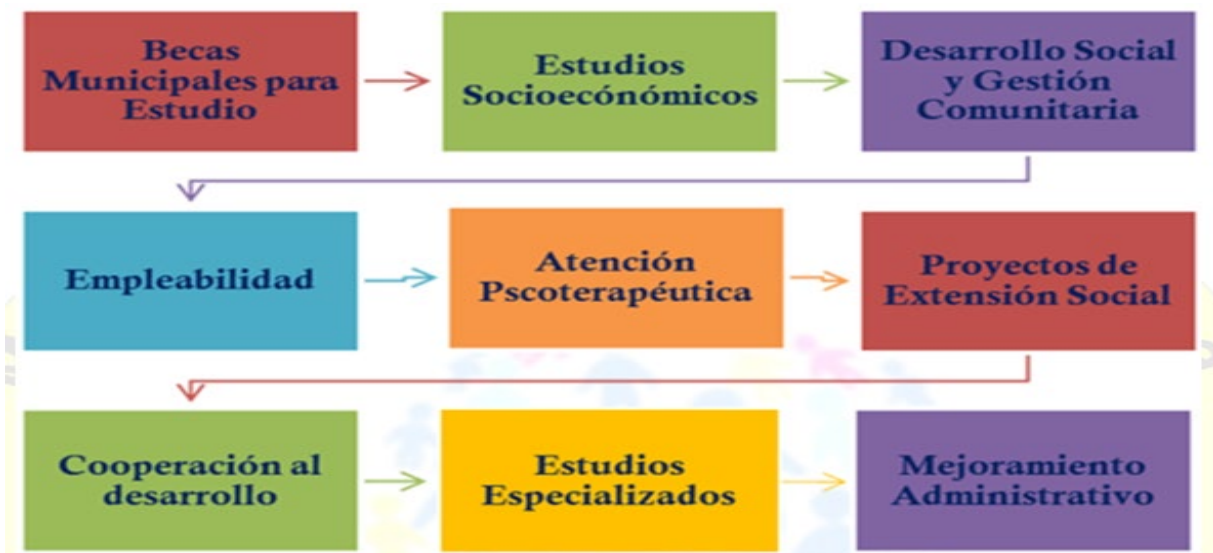 Becas
Municipales para
Estudio
Estudios
Socioecónómicos
Desarrollo Social
y Gestión
Comunitaria
Empleabilidad
Atención
Pscoterapéutica
Proyectos de
Extensión Social
Cooperación al
desarrollo
Estudios
Especializados
Mejoramiento
Administrativo